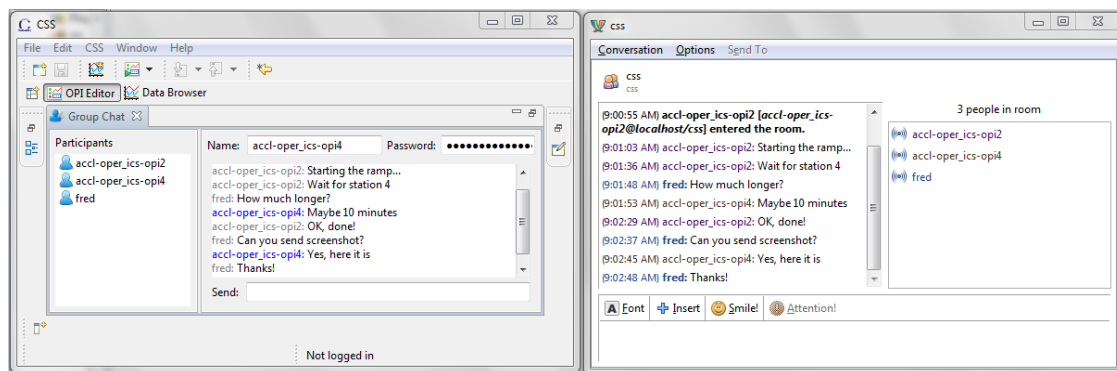 CSS
File Edit CSS Window Help
OPI Editor Data Browser
Group Chat
Participants
accl-oper_ics-opi2
accl-oper_ics-opi4
fred
Name: accl-oper_ics-opi4 Password: ••••••••••••••
accl-oper_ics-opi2: Starting the ramp...
accl-oper_ics-opi2: Wait for station 4
fred: How much longer?
accl-oper_ics-opi4: Maybe 10 minutes
accl-oper_ics-opi2: OK, done!
fred: Can you send screenshot?
accl-oper_ics-opi4: Yes, here it is
fred: Thanks!
Send:
Not logged in
css
Conversation Options Send To
css
css
(9:00:55 AM) accl-oper_ics-opi2 [accl-oper_ics-
opi2@localhost/css] entered the room.
(9:01:03 AM) accl-oper_ics-opi2: Starting the ramp...
(9:01:36 AM) accl-oper_ics-opi2: Wait for station 4
(9:01:48 AM) fred: How much longer?
(9:01:53 AM) accl-oper_ics-opi4: Maybe 10 minutes
(9:02:29 AM) accl-oper_ics-opi2: OK, done!
(9:02:37 AM) fred: Can you send screenshot?
(9:02:45 AM) accl-oper_ics-opi4: Yes, here it is
(9:02:48 AM) fred: Thanks!
3 people in room
accl-oper_ics-opi2
accl-oper_ics-opi4
fred
A Font Insert Smile! Attention!